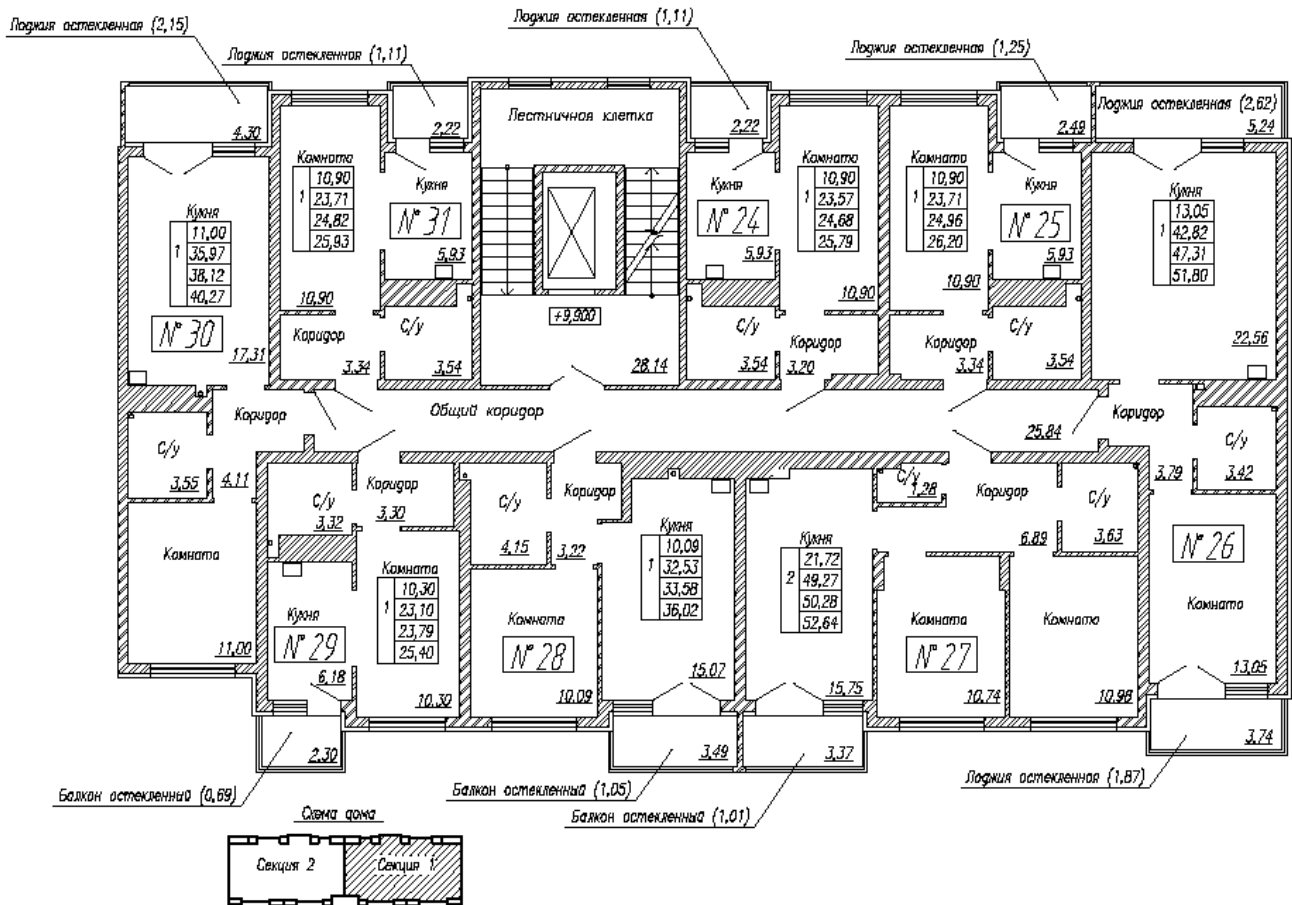 Лоджия остекленная (2,15)
Лоджия остекленная (1,11)
Лоджия остекленная (1,11)
Лоджия остекленная (1,25)
Лоджия остекленная (2,62)
4,30
2,22
Лестничная клетка
2,22
2,49
5,24
Кухня
1
11,00
35,97
38,12
40,27
N° 30
17,31
Комната
1
10,90
23,71
24,82
25,93
10,90
Кухня
N° 31
5,93
Коридор
3,34
С/у
3,54
+9,900
28,14
Кухня
N° 24
5,93
Комната
1
10,90
23,57
24,68
25,79
10,90
С/у
3,54
Коридор
3,20
Комната
1
10,90
23,71
24,96
26,20
10,90
Кухня
N° 25
5,93
Коридор
3,34
С/у
3,54
Кухня
1
13,05
42,82
47,31
51,80
22,56
Общий коридор
25,84
Коридор
4,11
С/у
3,55
Комната
11,00
С/у
3,32
Коридор
3,30
Кухня
N° 29
6,18
Комната
1
10,30
23,10
23,79
25,40
10,30
С/у
4,15
Коридор
3,22
Комната
N° 28
10,09
Кухня
1
10,09
32,53
33,58
36,02
15,07
Кухня
2
21,72
49,27
50,28
52,64
15,75
С/у
1,28
Коридор
6,89
С/у
3,63
Комната
N° 27
10,74
Комната
10,98
Коридор
3,79
С/у
3,42
N° 26
Комната
13,05
2,30
3,49
3,37
3,74
Балкон остекленный (0,69)
Балкон остекленный (1,05)
Балкон остекленный (1,01)
Лоджия остекленная (1,87)
Схема дома
Секция 2
Секция 1